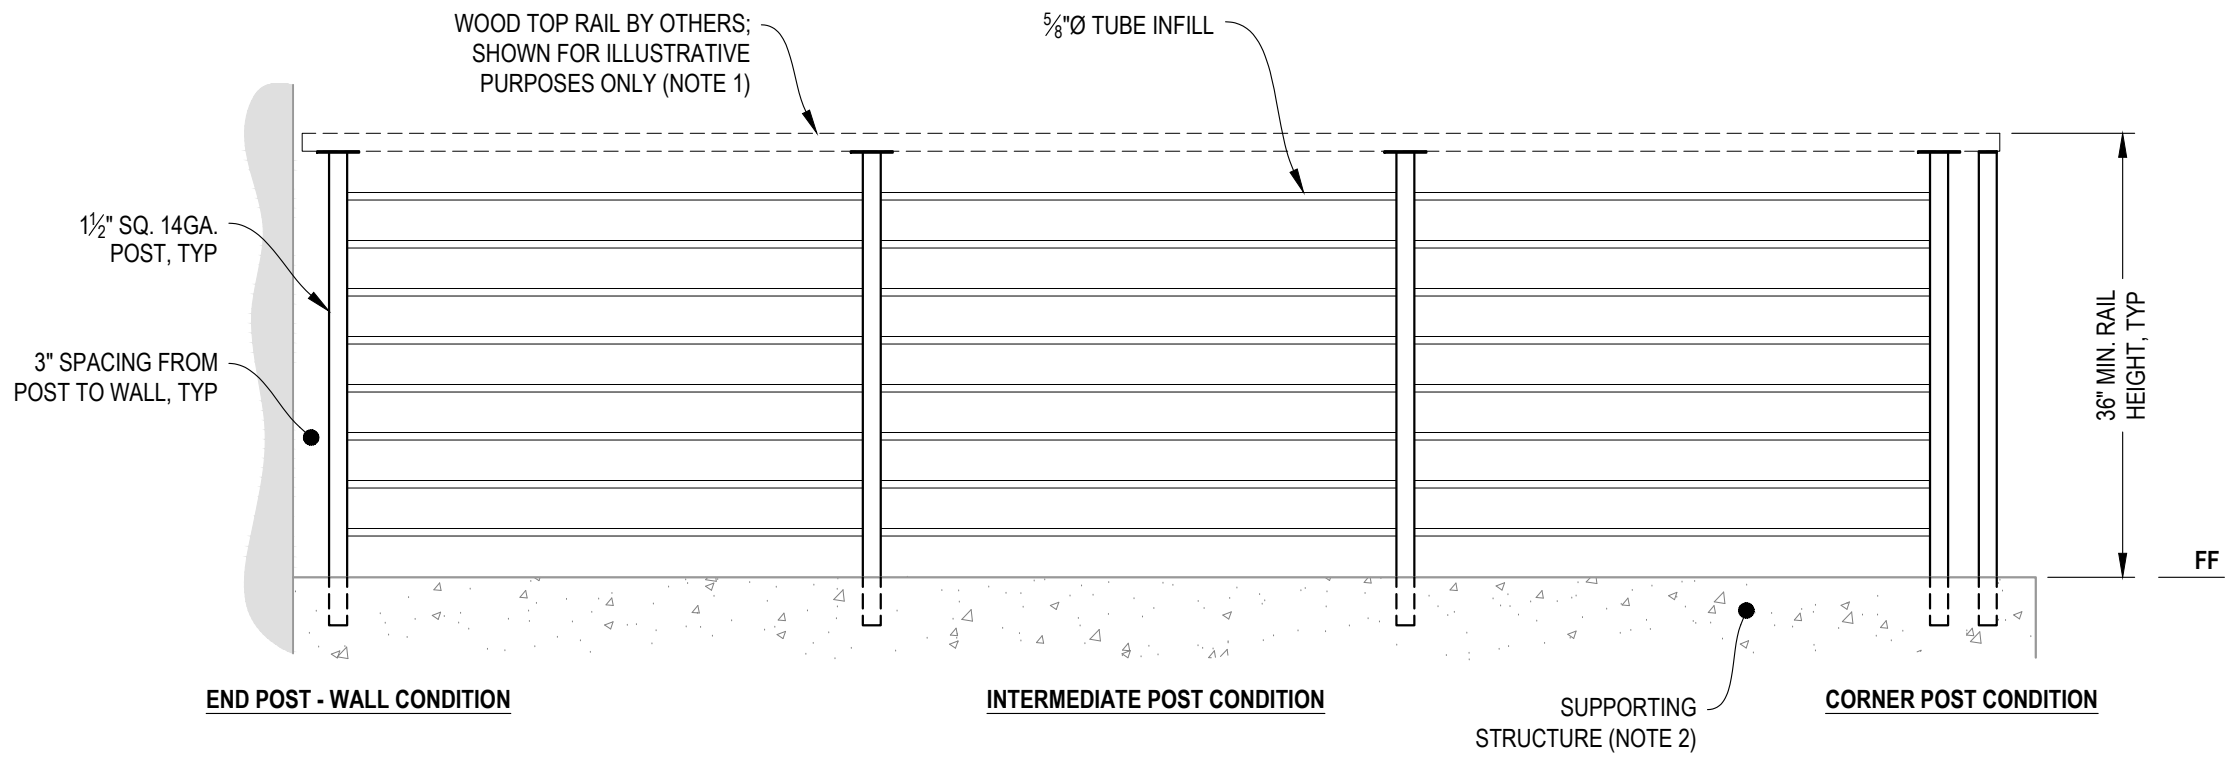 WOOD TOP RAIL BY OTHERS;
SHOWN FOR ILLUSTRATIVE
PURPOSES ONLY (NOTE 1)
⅝"Ø TUBE INFILL
1½" SQ. 14GA.
POST, TYP
3" SPACING FROM
POST TO WALL, TYP
36" MIN. RAIL
HEIGHT, TYP
FF
END POST - WALL CONDITION
INTERMEDIATE POST CONDITION
SUPPORTING
STRUCTURE (NOTE 2)
CORNER POST CONDITION